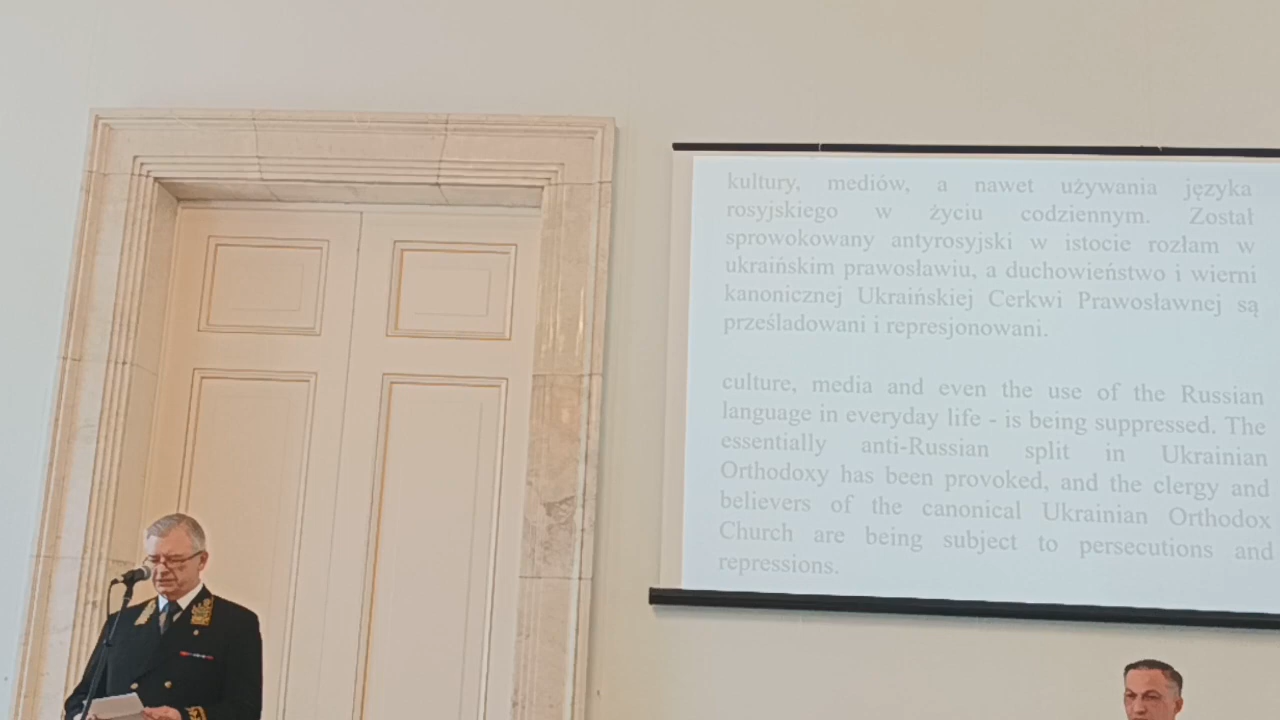 kultury, mediów, a nawet używania języka
rosyjskiego w życiu codziennym. Został
sprowokowany antyrosyjski w istocie rozłam w
ukraińskim prawosławiu, a duchowieństwo i wierni
kanonicznej Ukraińskiej Cerkwi Prawosławnej są
prześladowani i represjonowani.
culture, media and even the use of the Russian
language in everyday life - is being suppressed. The
essentially anti-Russian split in Ukrainian
Orthodoxy has been provoked, and the clergy and
believers of the canonical Ukrainian Orthodox
Church are being subject to persecutions and
repressions.